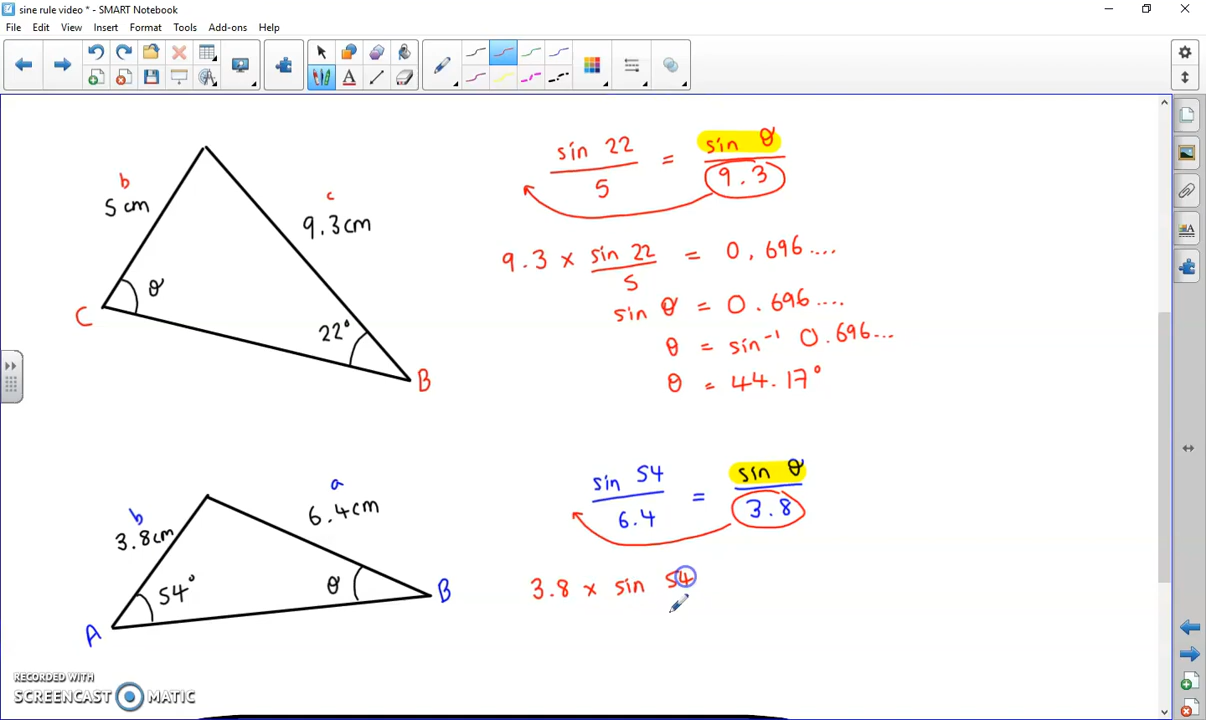 sine rule video * - SMART Notebook
File Edit View Insert Format Tools Add-ons Help
b
5 cm
c
9.3cm
θ
22°
C
B
sin 22 / 5 = sin θ / 9.3
9.3 × sin 22 / 5 = 0.696....
sin θ = 0.696....
θ = sin⁻¹ 0.696...
θ = 44.17°
a
6.4cm
b
3.8cm
54°
θ
A
B
sin 54 / 6.4 = sin θ / 3.8
3.8 × sin 54
RECORDED WITH
SCREENCAST MATIC